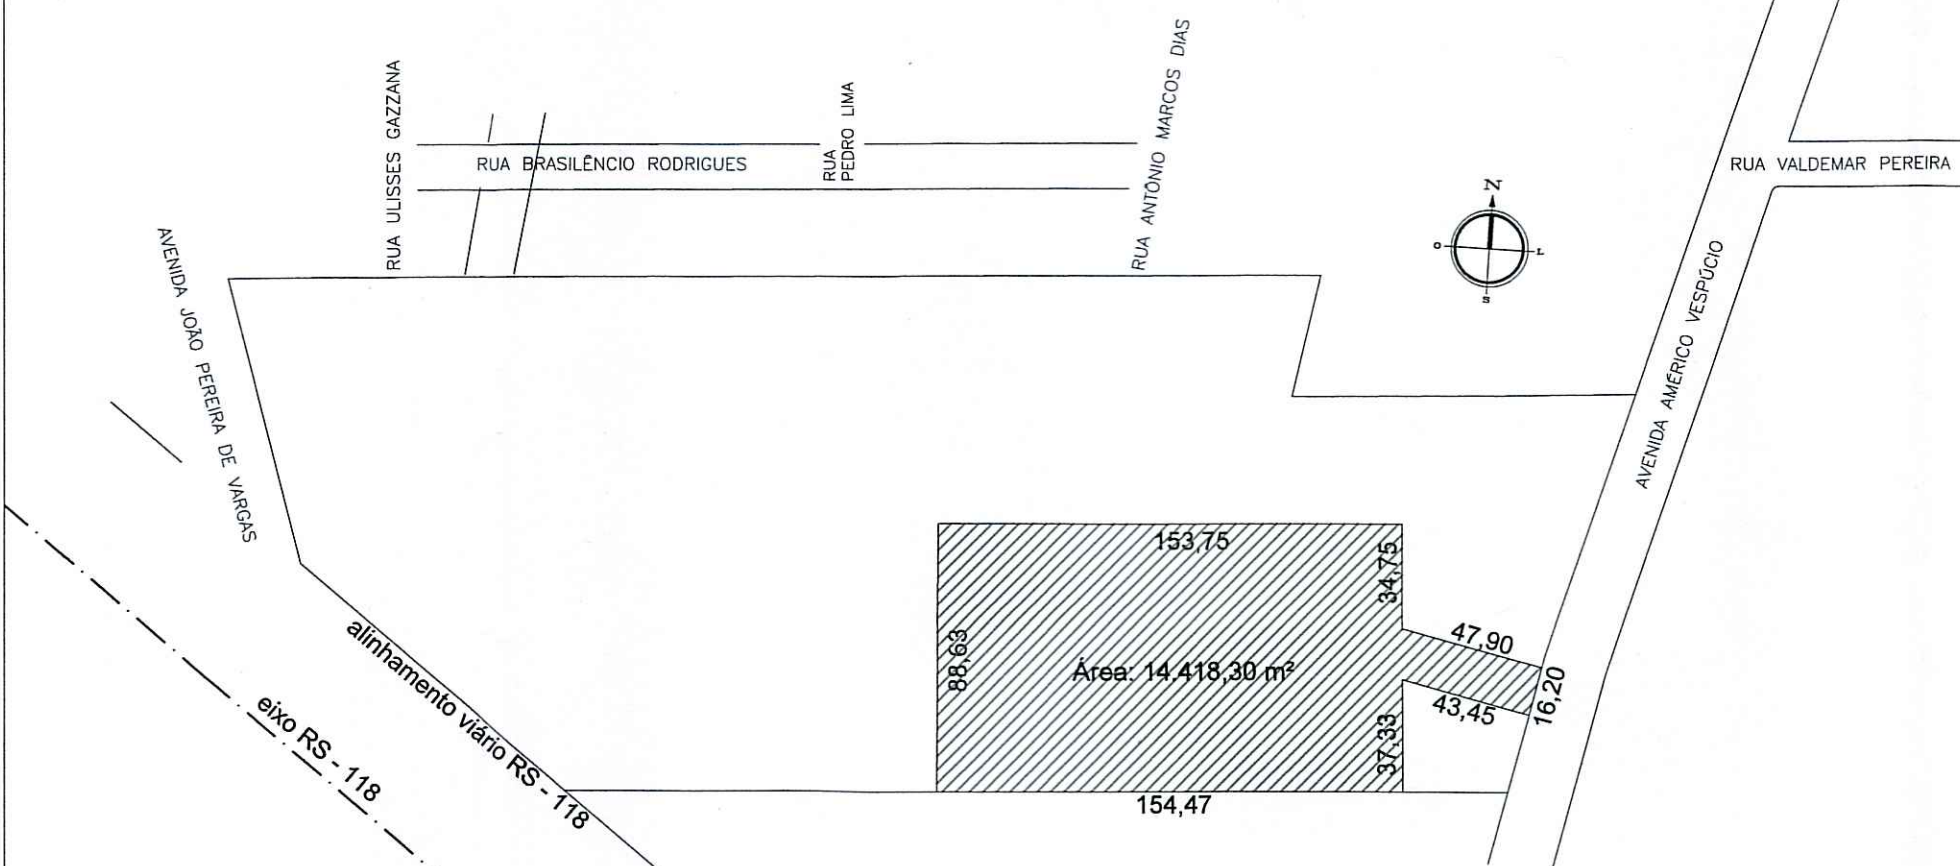 RUA ULISSES GAZZANA
RUA BRASILÊNCIO RODRIGUES
RUA
PEDRO LIMA
RUA ANTÔNIO MARCOS DIAS
RUA VALDEMAR PEREIRA
N
O
L
S
AVENIDA JOÃO PEREIRA DE VARGAS
AVENIDA AMÉRICO VESPÚCIO
153,75
34,75
88,63
Área: 14.418,30 m²
47,90
43,45
16,20
37,33
154,47
alinhamento viário RS - 118
eixo RS - 118